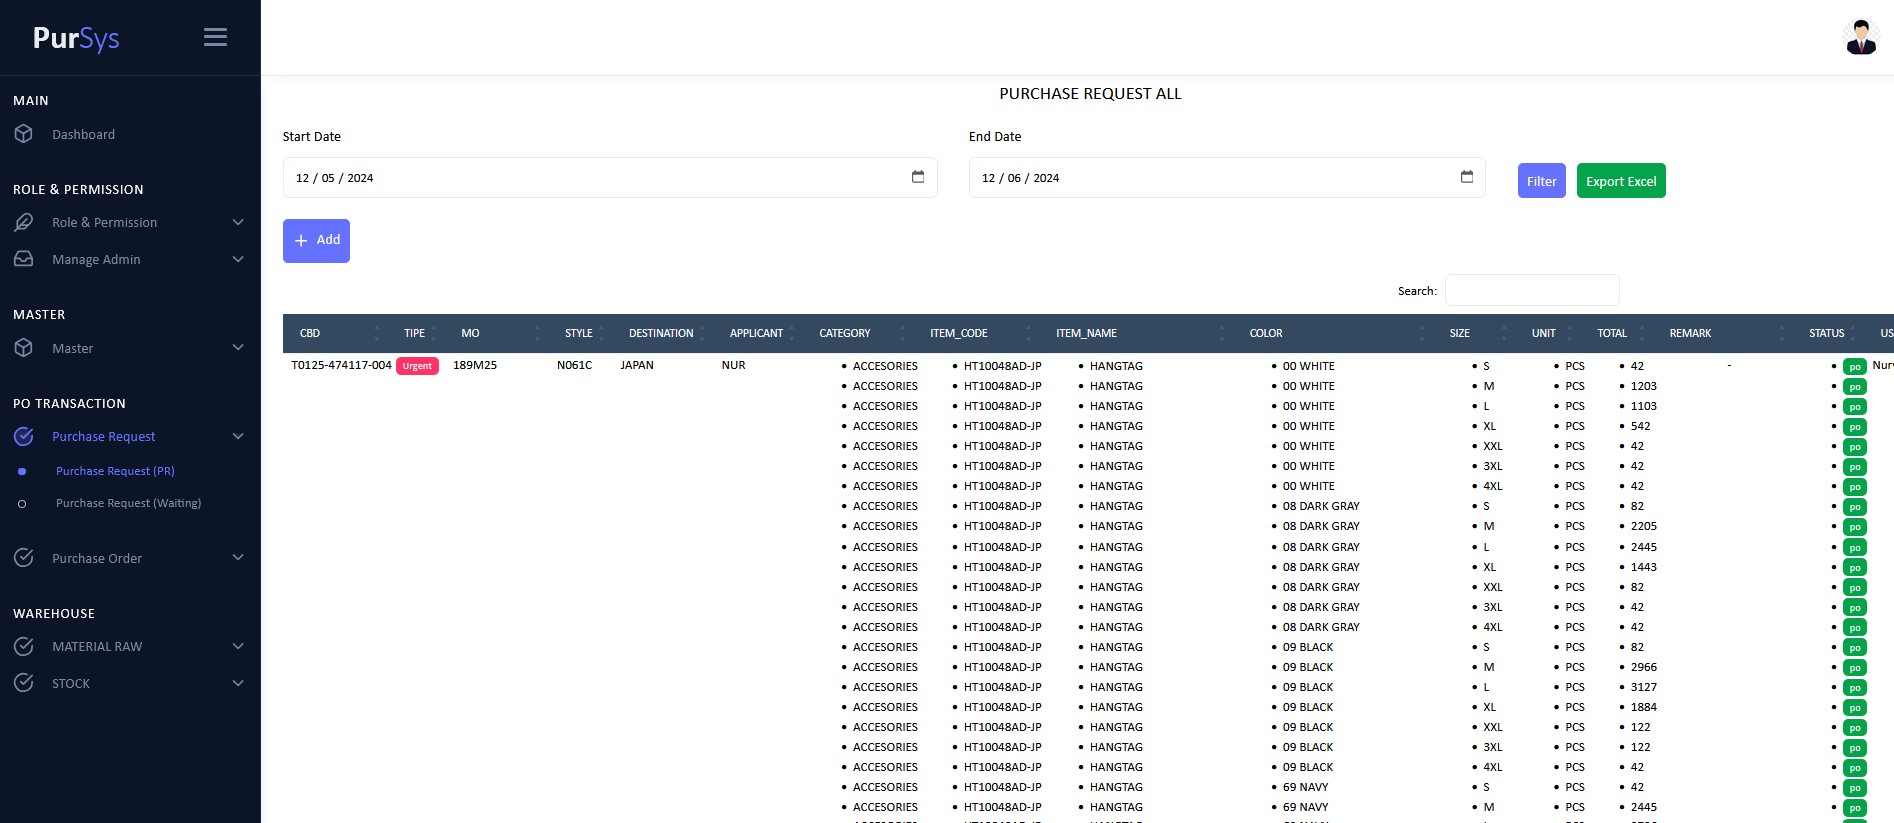 PurSys
MAIN
Dashboard
ROLE & PERMISSION
Role & Permission
Manage Admin
MASTER
Master
PO TRANSACTION
Purchase Request
Purchase Request (PR)
Purchase Request (Waiting)
Purchase Order
WAREHOUSE
MATERIAL RAW
STOCK
PURCHASE REQUEST ALL
Start Date
End Date
12 / 05 / 2024
12 / 06 / 2024
Filter
Export Excel
+ Add
Search:
CBD TIPE MO STYLE DESTINATION APPLICANT CATEGORY ITEM_CODE ITEM_NAME COLOR SIZE UNIT TOTAL REMARK STATUS US
T0125-474117-004 Urgent 189M25 N061C JAPAN NUR • ACCESORIES • HT10048AD-JP • HANGTAG • 00 WHITE • S • PCS • 42 - • po Nur
• ACCESORIES • HT10048AD-JP • HANGTAG • 00 WHITE • M • PCS • 1203 • po
• ACCESORIES • HT10048AD-JP • HANGTAG • 00 WHITE • L • PCS • 1103 • po
• ACCESORIES • HT10048AD-JP • HANGTAG • 00 WHITE • XL • PCS • 542 • po
• ACCESORIES • HT10048AD-JP • HANGTAG • 00 WHITE • XXL • PCS • 42 • po
• ACCESORIES • HT10048AD-JP • HANGTAG • 00 WHITE • 3XL • PCS • 42 • po
• ACCESORIES • HT10048AD-JP • HANGTAG • 00 WHITE • 4XL • PCS • 42 • po
• ACCESORIES • HT10048AD-JP • HANGTAG • 08 DARK GRAY • S • PCS • 82 • po
• ACCESORIES • HT10048AD-JP • HANGTAG • 08 DARK GRAY • M • PCS • 2205 • po
• ACCESORIES • HT10048AD-JP • HANGTAG • 08 DARK GRAY • L • PCS • 2445 • po
• ACCESORIES • HT10048AD-JP • HANGTAG • 08 DARK GRAY • XL • PCS • 1443 • po
• ACCESORIES • HT10048AD-JP • HANGTAG • 08 DARK GRAY • XXL • PCS • 82 • po
• ACCESORIES • HT10048AD-JP • HANGTAG • 08 DARK GRAY • 3XL • PCS • 42 • po
• ACCESORIES • HT10048AD-JP • HANGTAG • 08 DARK GRAY • 4XL • PCS • 42 • po
• ACCESORIES • HT10048AD-JP • HANGTAG • 09 BLACK • S • PCS • 82 • po
• ACCESORIES • HT10048AD-JP • HANGTAG • 09 BLACK • M • PCS • 2966 • po
• ACCESORIES • HT10048AD-JP • HANGTAG • 09 BLACK • L • PCS • 3127 • po
• ACCESORIES • HT10048AD-JP • HANGTAG • 09 BLACK • XL • PCS • 1884 • po
• ACCESORIES • HT10048AD-JP • HANGTAG • 09 BLACK • XXL • PCS • 122 • po
• ACCESORIES • HT10048AD-JP • HANGTAG • 09 BLACK • 3XL • PCS • 122 • po
• ACCESORIES • HT10048AD-JP • HANGTAG • 09 BLACK • 4XL • PCS • 42 • po
• ACCESORIES • HT10048AD-JP • HANGTAG • 69 NAVY • S • PCS • 42 • po
• ACCESORIES • HT10048AD-JP • HANGTAG • 69 NAVY • M • PCS • 2445 • po